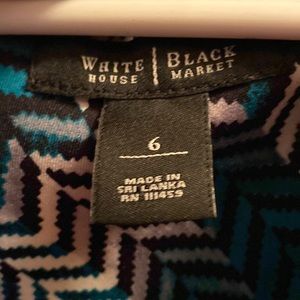 WHITE | BLACK
HOUSE | MARKET
6
MADE IN
SRI LANKA
RN 111459